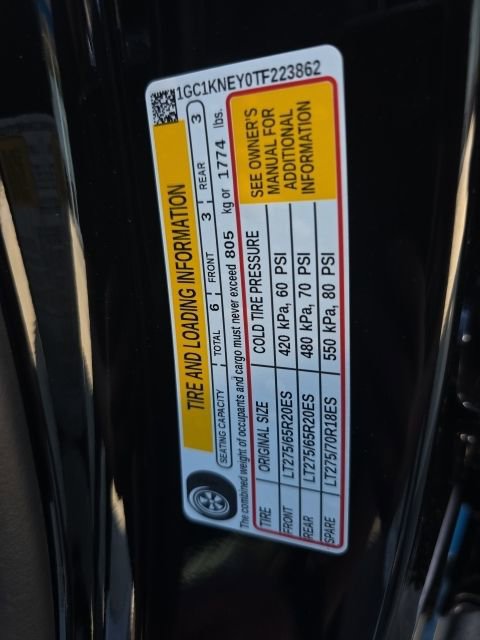 1GC1KNEY0TF223862
TIRE AND LOADING INFORMATION
SEATING CAPACITY TOTAL 6 FRONT 3 REAR 3
The combined weight of occupants and cargo must never exceed 805 kg or 1774 lbs.
TIRE ORIGINAL SIZE COLD TIRE PRESSURE
FRONT LT275/65R20ES 420 kPa, 60 PSI
REAR LT275/65R20ES 480 kPa, 70 PSI
SPARE LT275/70R18ES 550 kPa, 80 PSI
SEE OWNER'S
MANUAL FOR
ADDITIONAL
INFORMATION